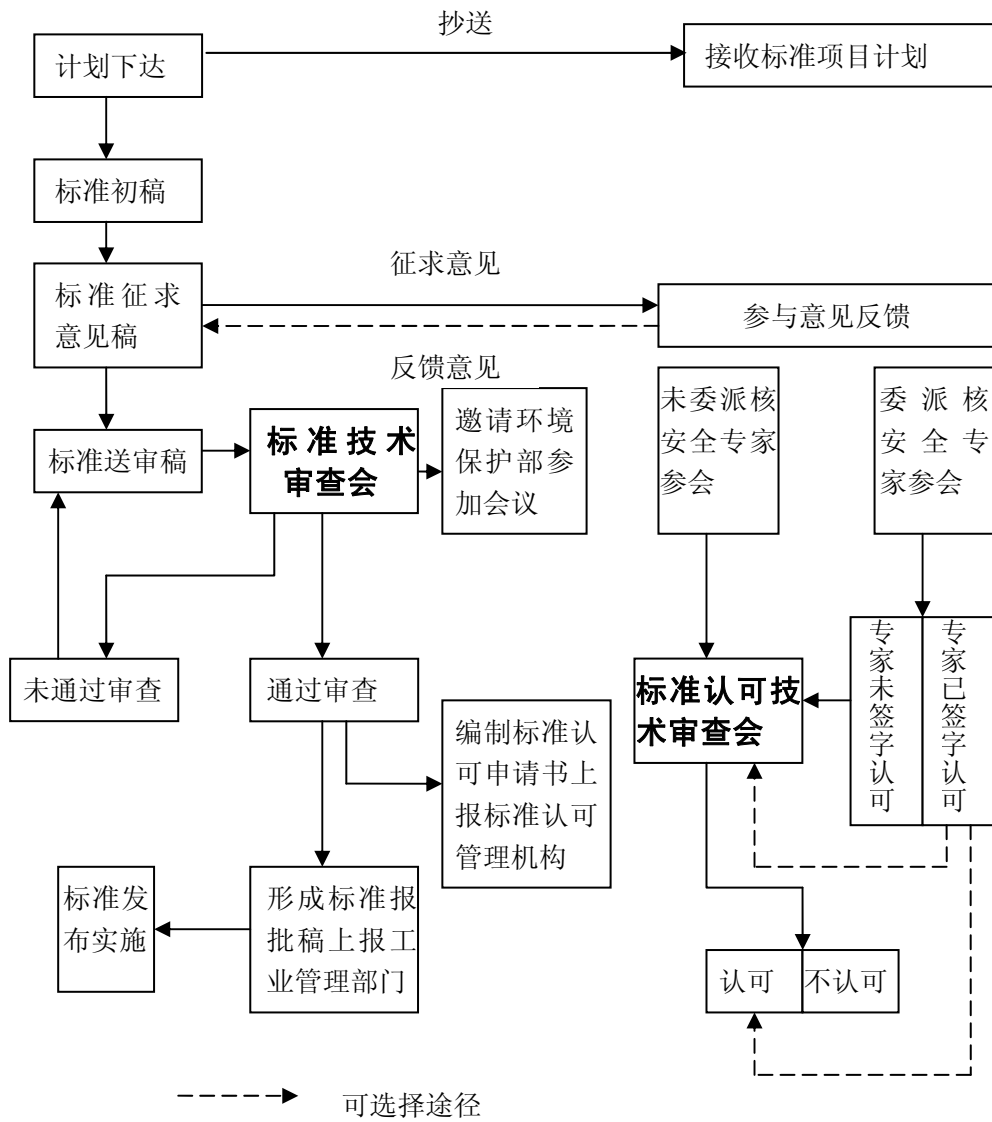 抄送
计划下达
接收标准项目计划
标准初稿
征求意见
标准征求
意见稿
参与意见反馈
反馈意见
标准送审稿
标准技术
审查会
邀请环境
保护部参
加会议
未委派核
安全专家
参会
委派核
安全专
家参会
未通过审查
通过审查
标准认可技
术审查会
专家未签字认可
专家已签字认可
编制标准认
可申请书上
报标准认可
管理机构
标准发
布实施
形成标准报
批稿上报工
业管理部门
认可
不认可
可选择途径